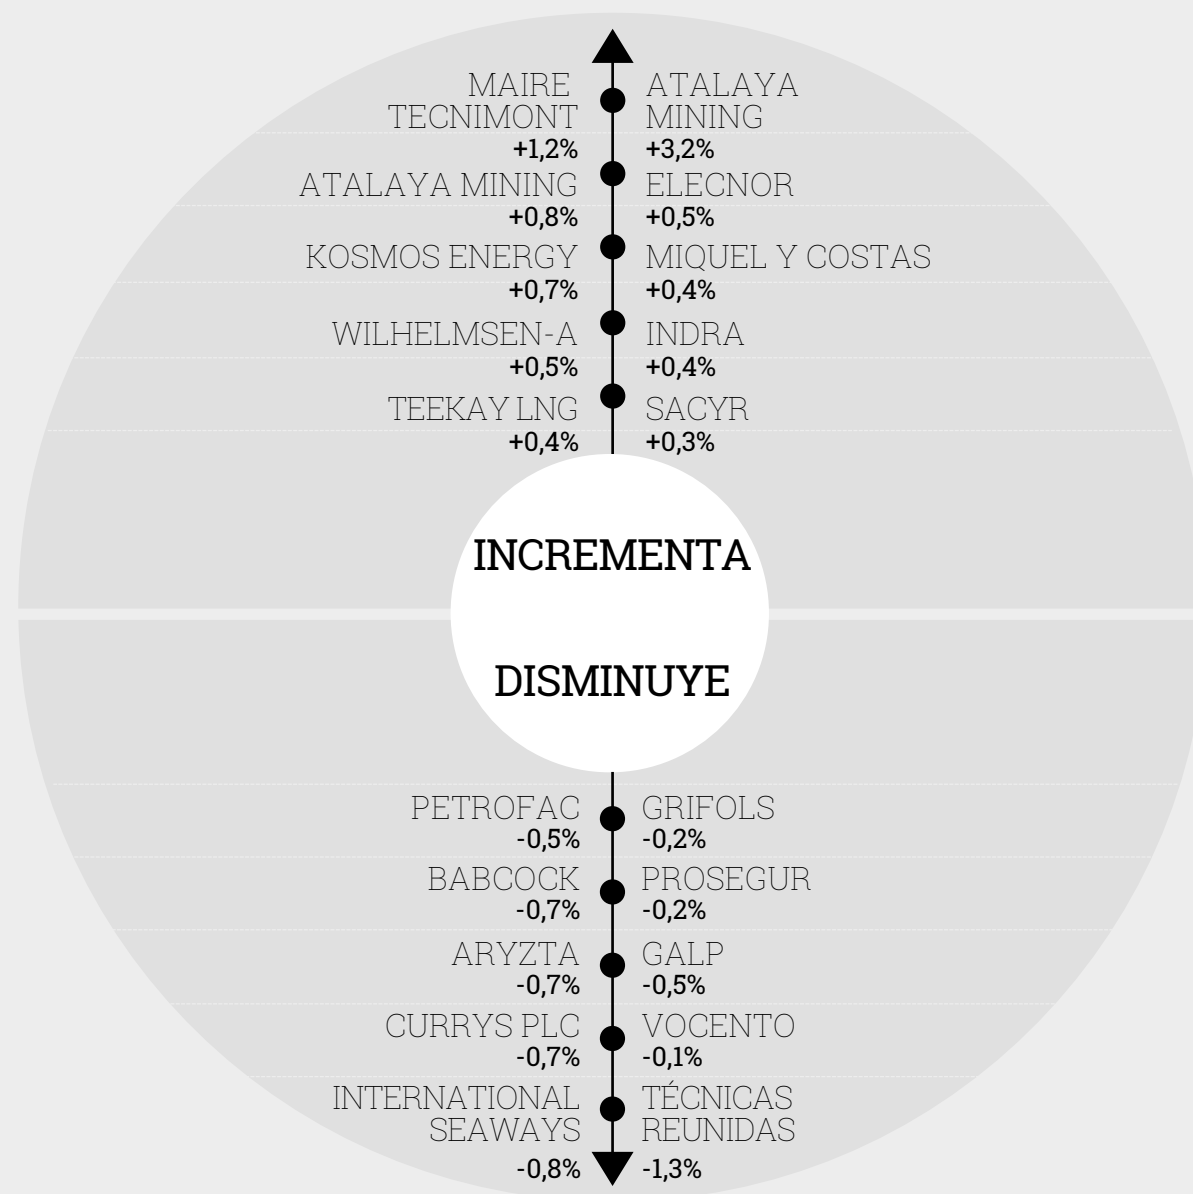 MAIRE
TECNIMONT
+1,2%
ATALAYA MINING
+0,8%
KOSMOS ENERGY
+0,7%
WILHELMSEN-A
+0,5%
TEEKAY LNG
+0,4%
ATALAYA
MINING
+3,2%
ELECNOR
+0,5%
MIQUEL Y COSTAS
+0,4%
INDRA
+0,4%
SACYR
+0,3%
INCREMENTA
DISMINUYE
PETROFAC
-0,5%
BABCOCK
-0,7%
ARYZTA
-0,7%
CURRYS PLC
-0,7%
INTERNATIONAL
SEAWAYS
-0,8%
GRIFOLS
-0,2%
PROSEGUR
-0,2%
GALP
-0,5%
VOCENTO
-0,1%
TÉCNICAS
REUNIDAS
-1,3%